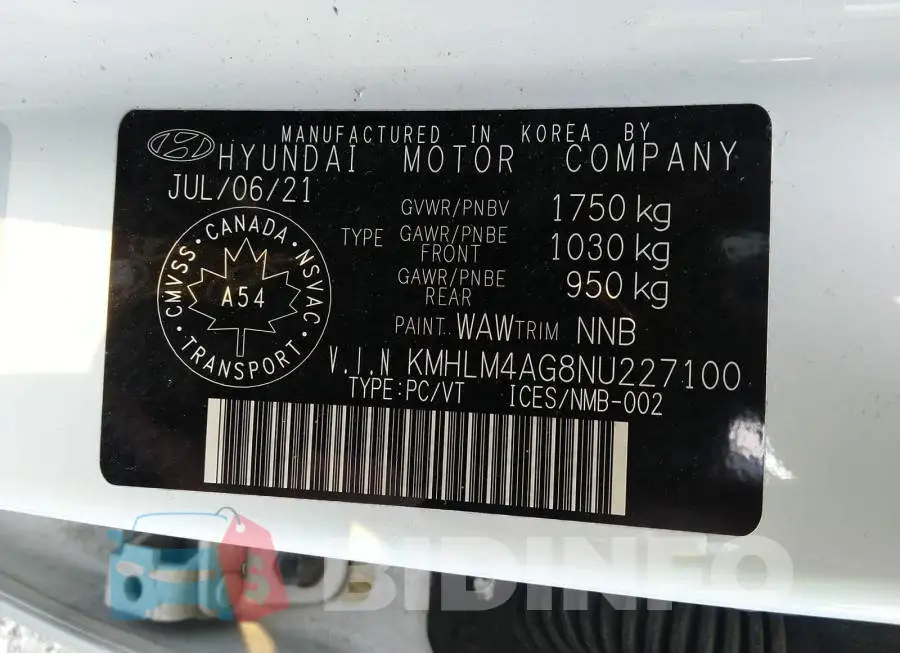 MANUFACTURED IN KOREA BY
HYUNDAI MOTOR COMPANY
JUL/06/21
GVWR/PNBV 1750 kg
TYPE GAWR/PNBE FRONT 1030 kg
GAWR/PNBE REAR 950 kg
CANADA · NSVAC · TRANSPORT · CMVSS
A54
PAINT.. WAW TRIM NNB
V.I.N KMHLM4AG8NU227100
TYPE:PC/VT ICES/NMB-002
BIDINFO